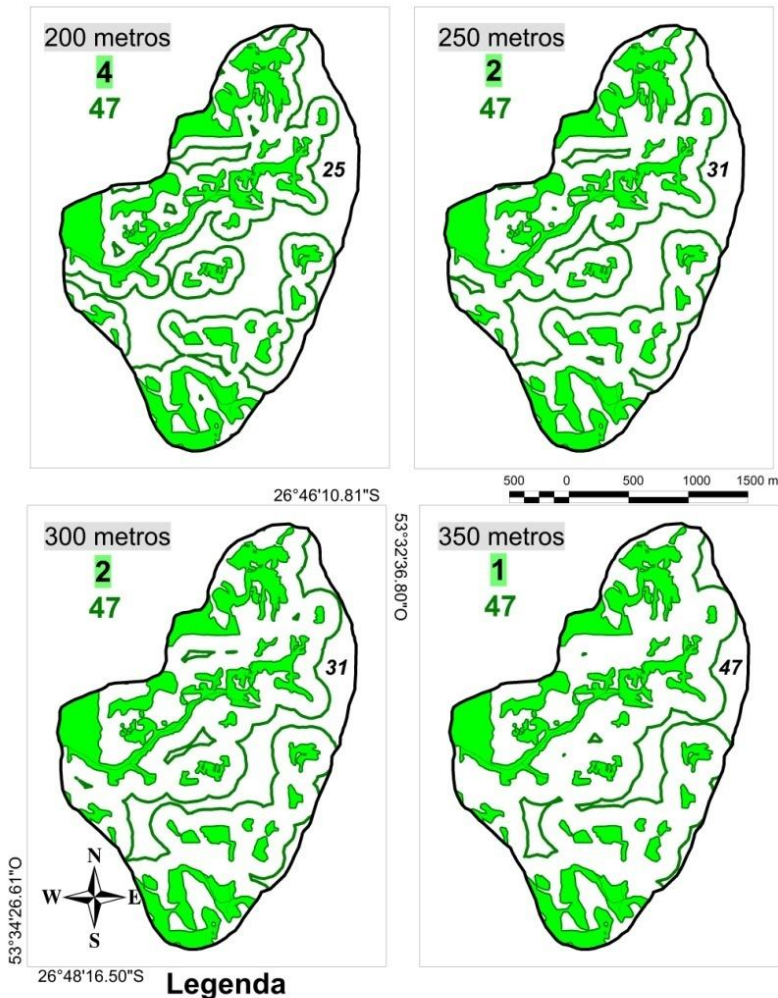 200 metros
4
47
25
250 metros
2
47
31
26°46'10.81"S
500 0 500 1000 1500 m
53°32'36.80"O
300 metros
2
47
31
350 metros
1
47
47
53°34'26.61"O
N
W E
S
26°48'16.50"S
Legenda